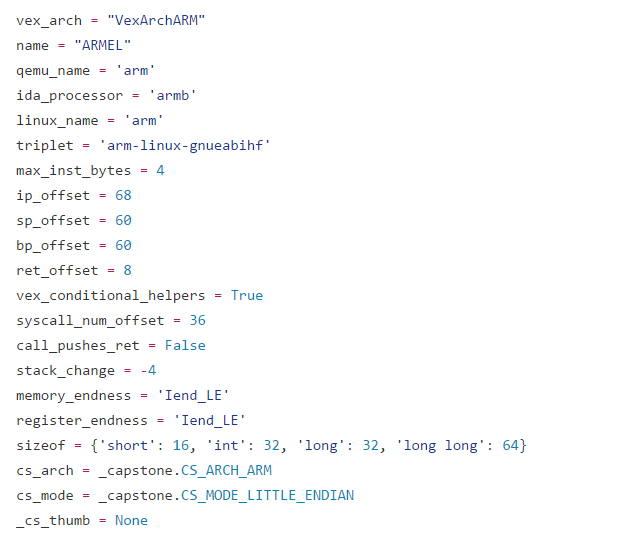 vex_arch = "VexArchARM"
name = "ARMEL"
qemu_name = 'arm'
ida_processor = 'armb'
linux_name = 'arm'
triplet = 'arm-linux-gnueabihf'
max_inst_bytes = 4
ip_offset = 68
sp_offset = 60
bp_offset = 60
ret_offset = 8
vex_conditional_helpers = True
syscall_num_offset = 36
call_pushes_ret = False
stack_change = -4
memory_endness = 'Iend_LE'
register_endness = 'Iend_LE'
sizeof = {'short': 16, 'int': 32, 'long': 32, 'long long': 64}
cs_arch = _capstone.CS_ARCH_ARM
cs_mode = _capstone.CS_MODE_LITTLE_ENDIAN
_cs_thumb = None